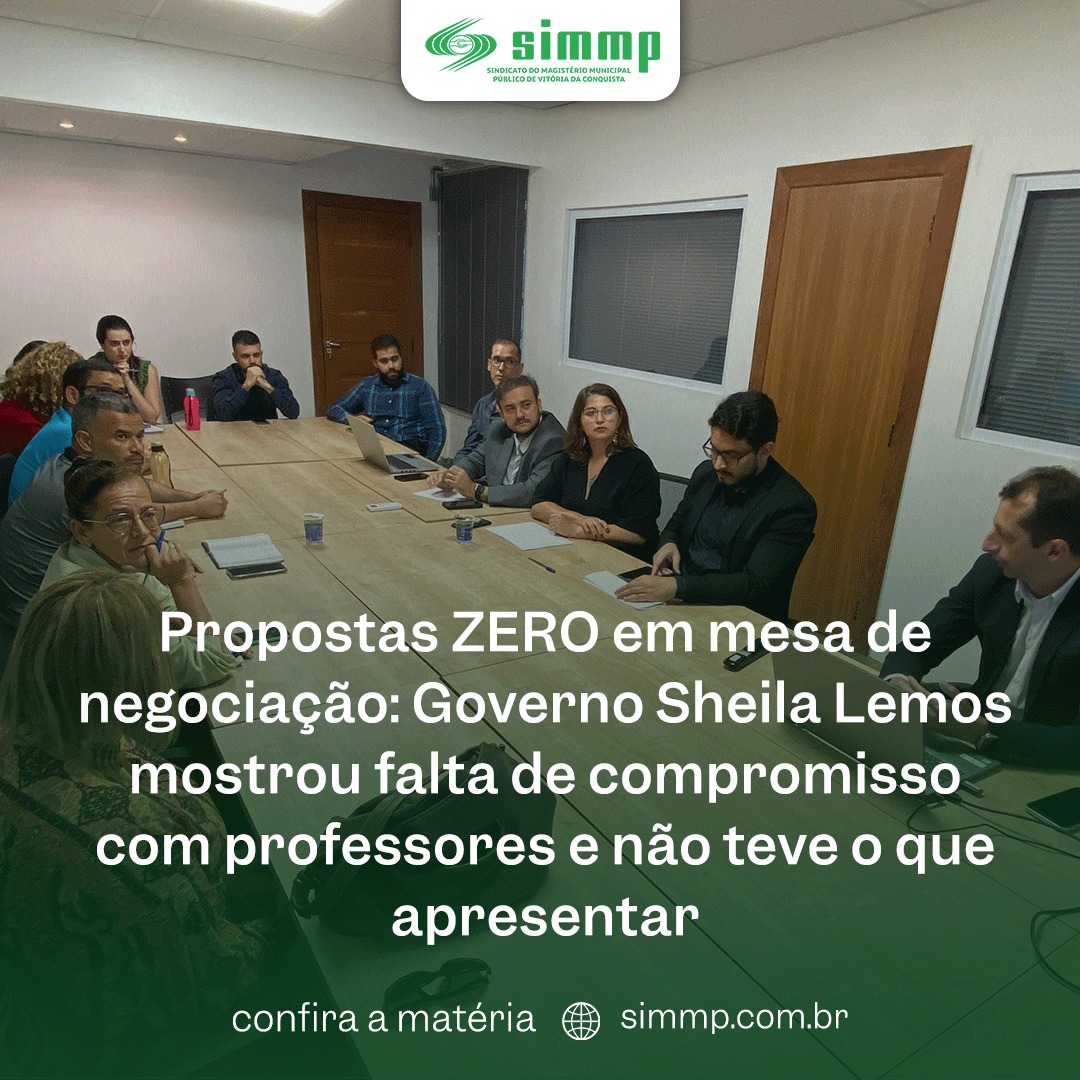 simmp
SINDICATO DO MAGISTÉRIO MUNICIPAL
PÚBLICO DE VITÓRIA DA CONQUISTA
Propostas ZERO em mesa de
negociação: Governo Sheila Lemos
mostrou falta de compromisso
com professores e não teve o que
apresentar
confira a matéria simmp.com.br